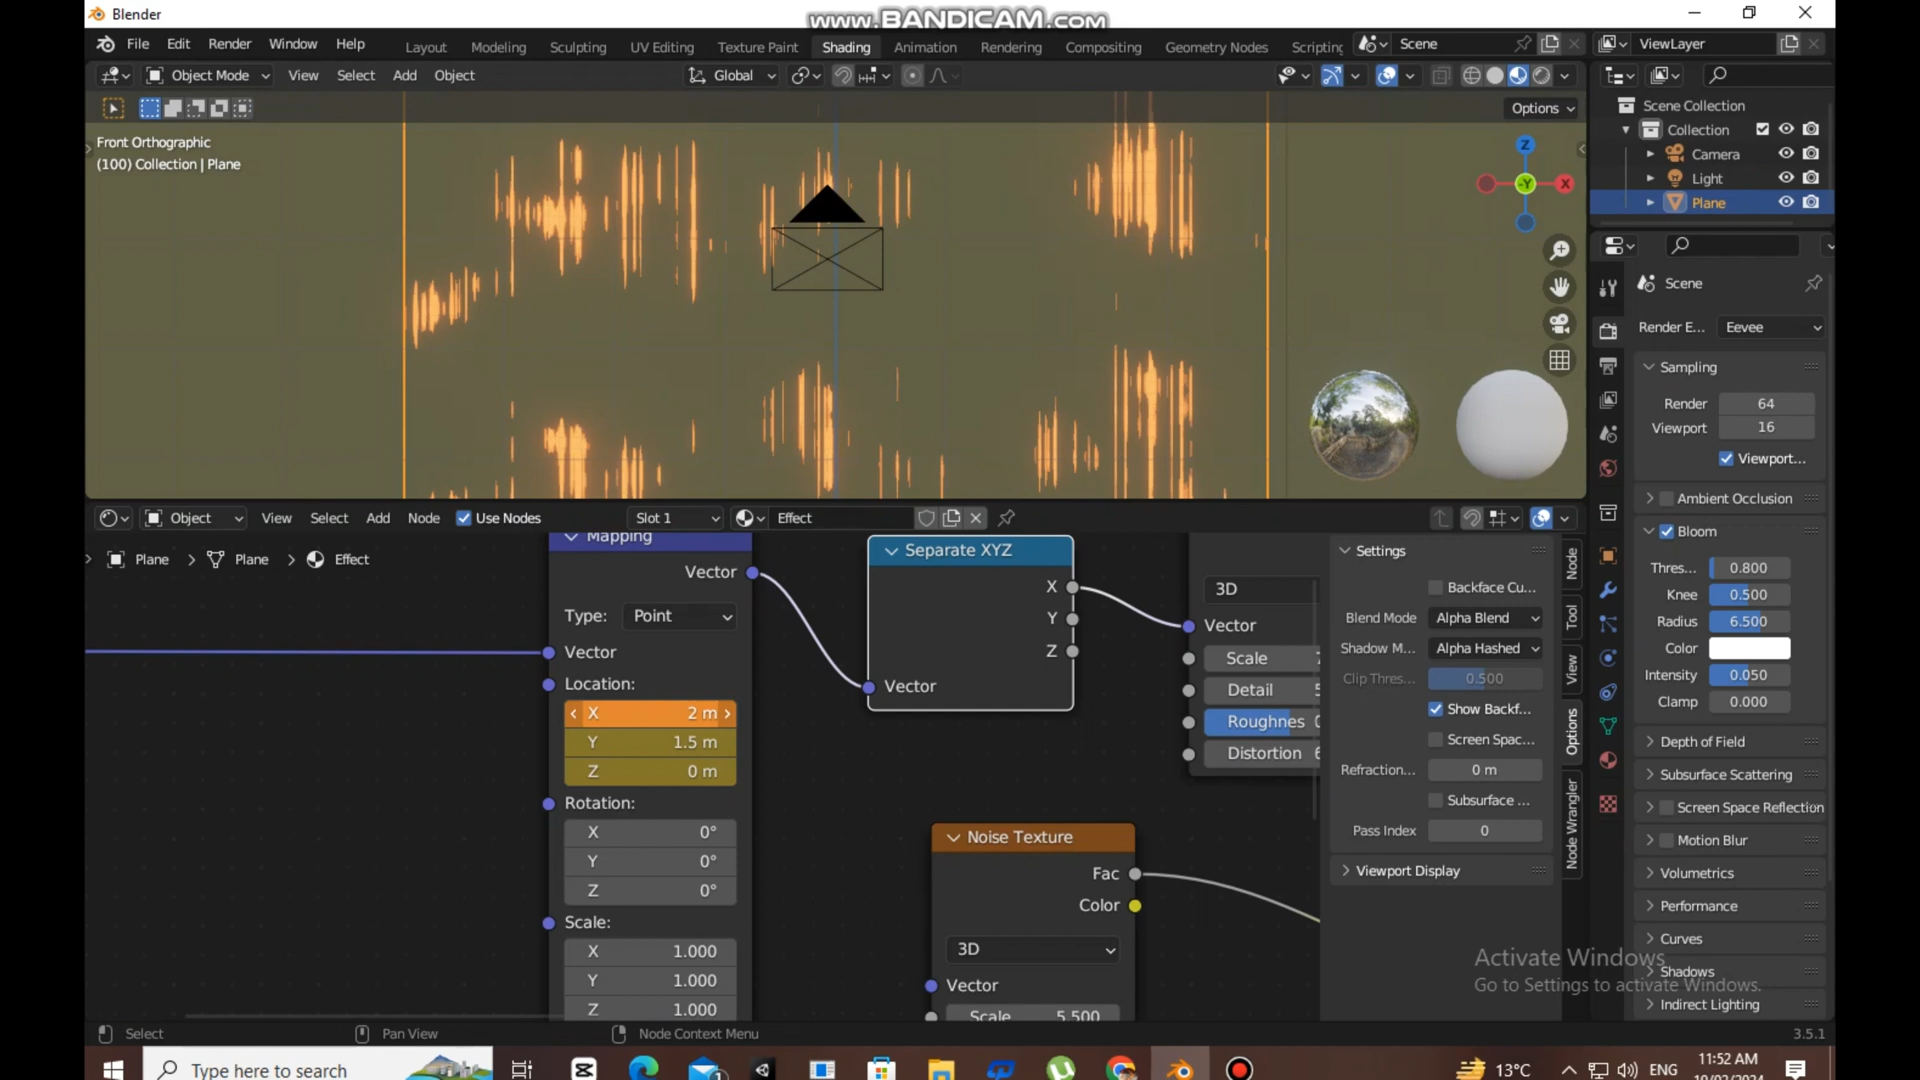 Blender
www.BANDICAM.com
File Edit Render Window Help
Layout Modeling Sculpting UV Editing Texture Paint Shading Animation Rendering Compositing Geometry Nodes Scripting
Scene
ViewLayer
Object Mode View Select Add Object
Global
Options
Front Orthographic
(100) Collection | Plane
Z
-Y
X
Scene Collection
Collection
Camera
Light
Plane
Scene
Render E... Eevee
Sampling
Render 64
Viewport 16
Viewport...
Ambient Occlusion
Bloom
Thres... 0.800
Knee 0.500
Radius 6.500
Color
Intensity 0.050
Clamp 0.000
Depth of Field
Subsurface Scattering
Screen Space Reflection
Motion Blur
Volumetrics
Performance
Curves
Shadows
Indirect Lighting
Object View Select Add Node Use Nodes Slot 1 Effect
Plane Plane Effect
Mapping
Vector
Type: Point
Vector
Location:
X 2 m
Y 1.5 m
Z 0 m
Rotation:
X 0°
Y 0°
Z 0°
Scale:
X 1.000
Y 1.000
Z 1.000
Separate XYZ
X
Y
Z
Vector
3D
Vector
Scale
Detail 5
Roughnes 0
Distortion 6
Noise Texture
Fac
Color
3D
Vector
Scale 5.500
Settings
Backface Cu...
Blend Mode Alpha Blend
Shadow M... Alpha Hashed
Clip Thres... 0.500
Show Backf...
Screen Spac...
Refraction... 0 m
Subsurface ...
Pass Index 0
Viewport Display
Node
Tool
View
Options
Node Wrangler
Activate Windows
Go to Settings to activate Windows.
Select Pan View Node Context Menu
3.5.1
Type here to search
13°C
ENG
11:52 AM